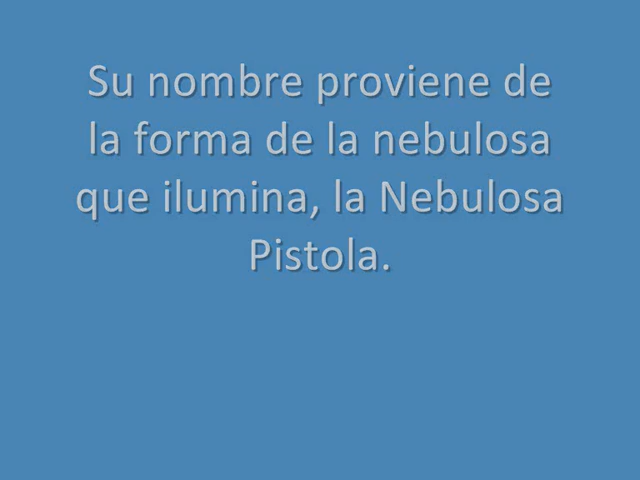 Su nombre proviene de
la forma de la nebulosa
que ilumina, la Nebulosa
Pistola.